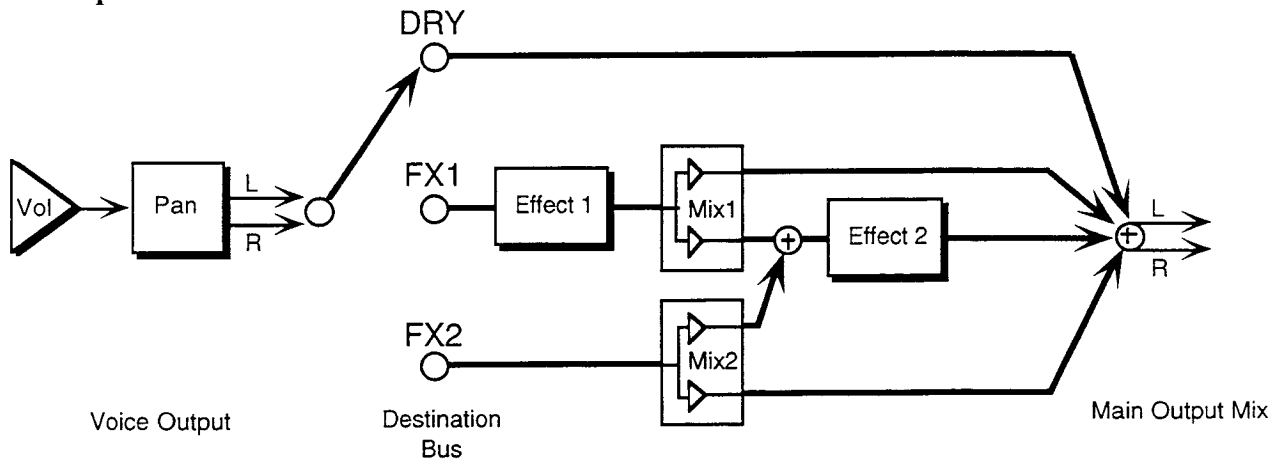 DRY
Vol
Pan
L
R
FX1
Effect 1
Mix1
+
Effect 2
+
L
R
FX2
Mix2
Voice Output
Destination
Bus
Main Output Mix